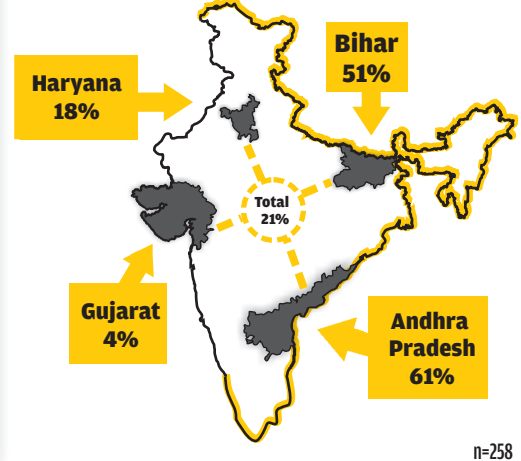 Bihar
51%
Haryana
18%
Total
21%
Gujarat
4%
Andhra
Pradesh
61%
n=258